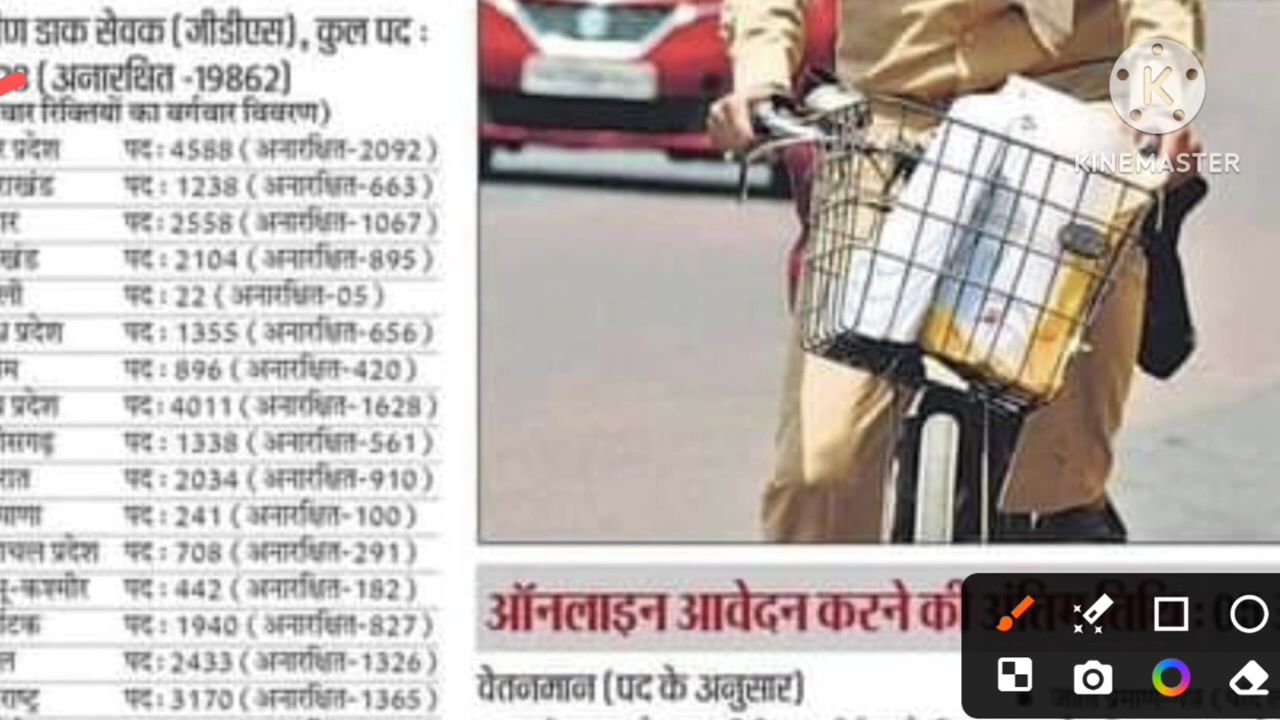 डाक सेवक (जीडीएस), कुल पद :
(अनारक्षित -19862)
रिक्तियों का वर्गवार विवरण)
प्रदेश पद : 4588 (अनारक्षित-2092)
पद : 1238 (अनारक्षित-663)
पद : 2558 (अनारक्षित-1067)
पद : 2104 (अनारक्षित-895)
पद : 22 (अनारक्षित-05)
प्रदेश पद : 1355 (अनारक्षित-656)
पद : 896 (अनारक्षित-420)
प्रदेश पद : 4011 (अनारक्षित-1628)
पद : 1338 (अनारक्षित-561)
पद : 2034 (अनारक्षित-910)
पद : 241 (अनारक्षित-100)
प्रदेश पद : 708 (अनारक्षित-291)
-कश्मीर पद : 442 (अनारक्षित-182)
पद : 1940 (अनारक्षित-827)
पद : 2433 (अनारक्षित-1326)
पद : 3170 (अनारक्षित-1365)
K
KINEMASTER
ऑनलाइन आवेदन करने की अंतिम तिथि :
वेतनमान (पद के अनुसार)